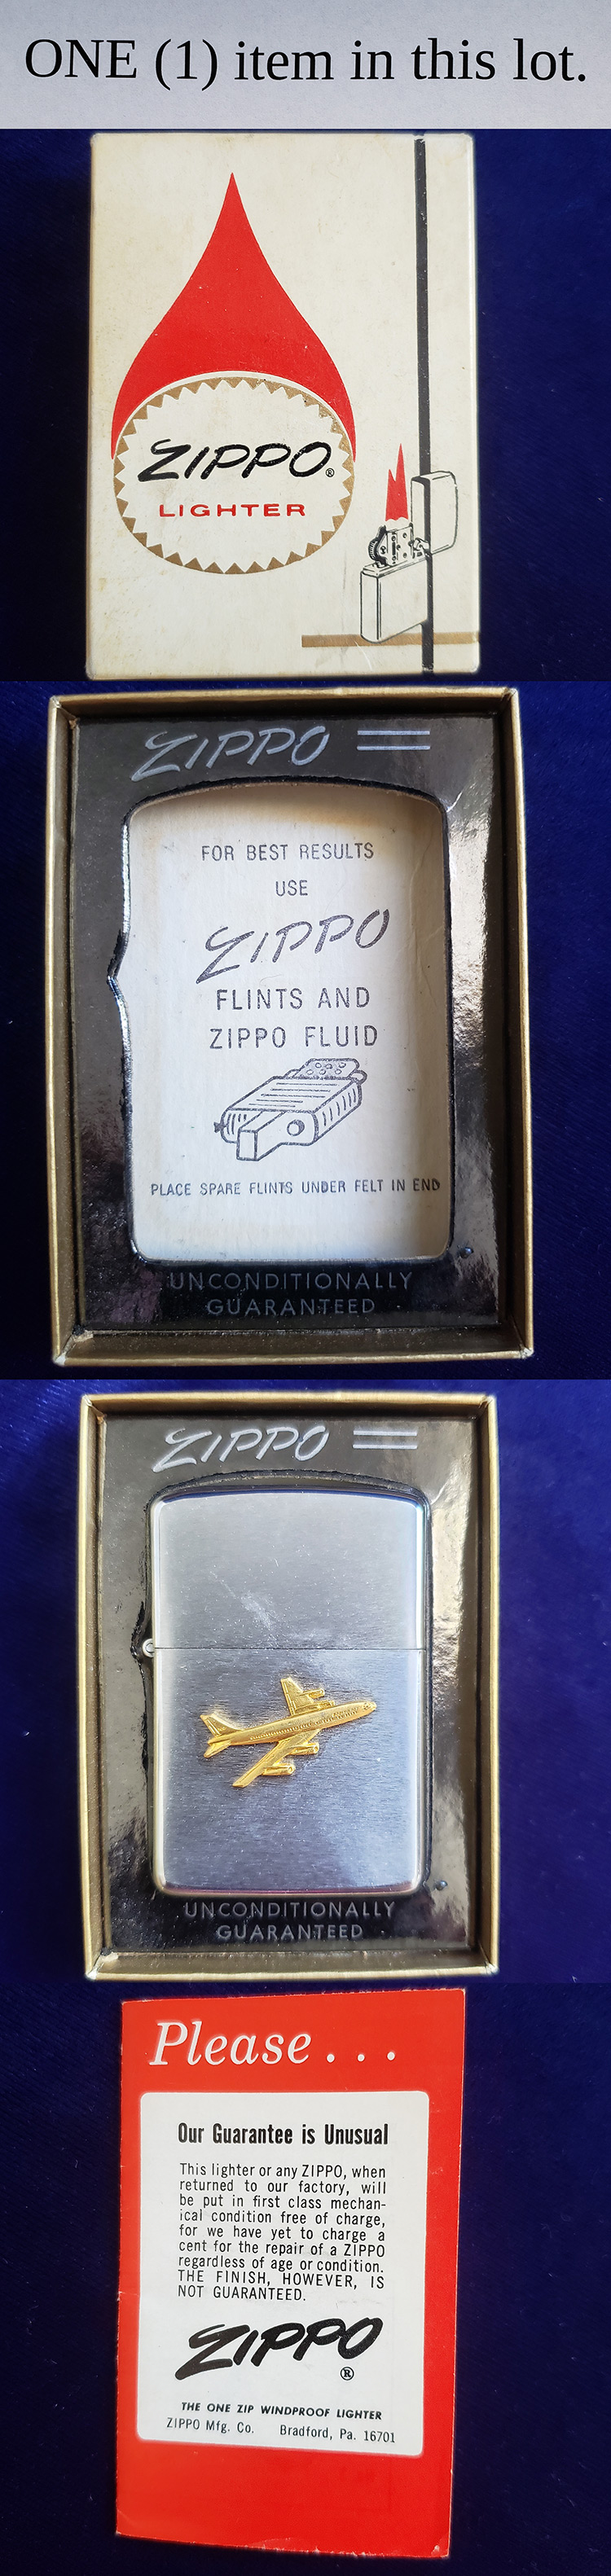 ONE (1) item in this lot.
ZIPPO®
LIGHTER
ZIPPO
FOR BEST RESULTS
USE
ZIPPO
FLINTS AND
ZIPPO FLUID
PLACE SPARE FLINTS UNDER FELT IN END
UNCONDITIONALLY
GUARANTEED
ZIPPO
UNCONDITIONALLY
GUARANTEED
Please...
Our Guarantee is Unusual
This lighter or any ZIPPO, when
returned to our factory, will
be put in first class mechan-
ical condition free of charge,
for we have yet to charge a
cent for the repair of a ZIPPO
regardless of age or condition.
THE FINISH, HOWEVER, IS
NOT GUARANTEED.
ZIPPO
®
THE ONE ZIP WINDPROOF LIGHTER
ZIPPO Mfg. Co. Bradford, Pa. 16701